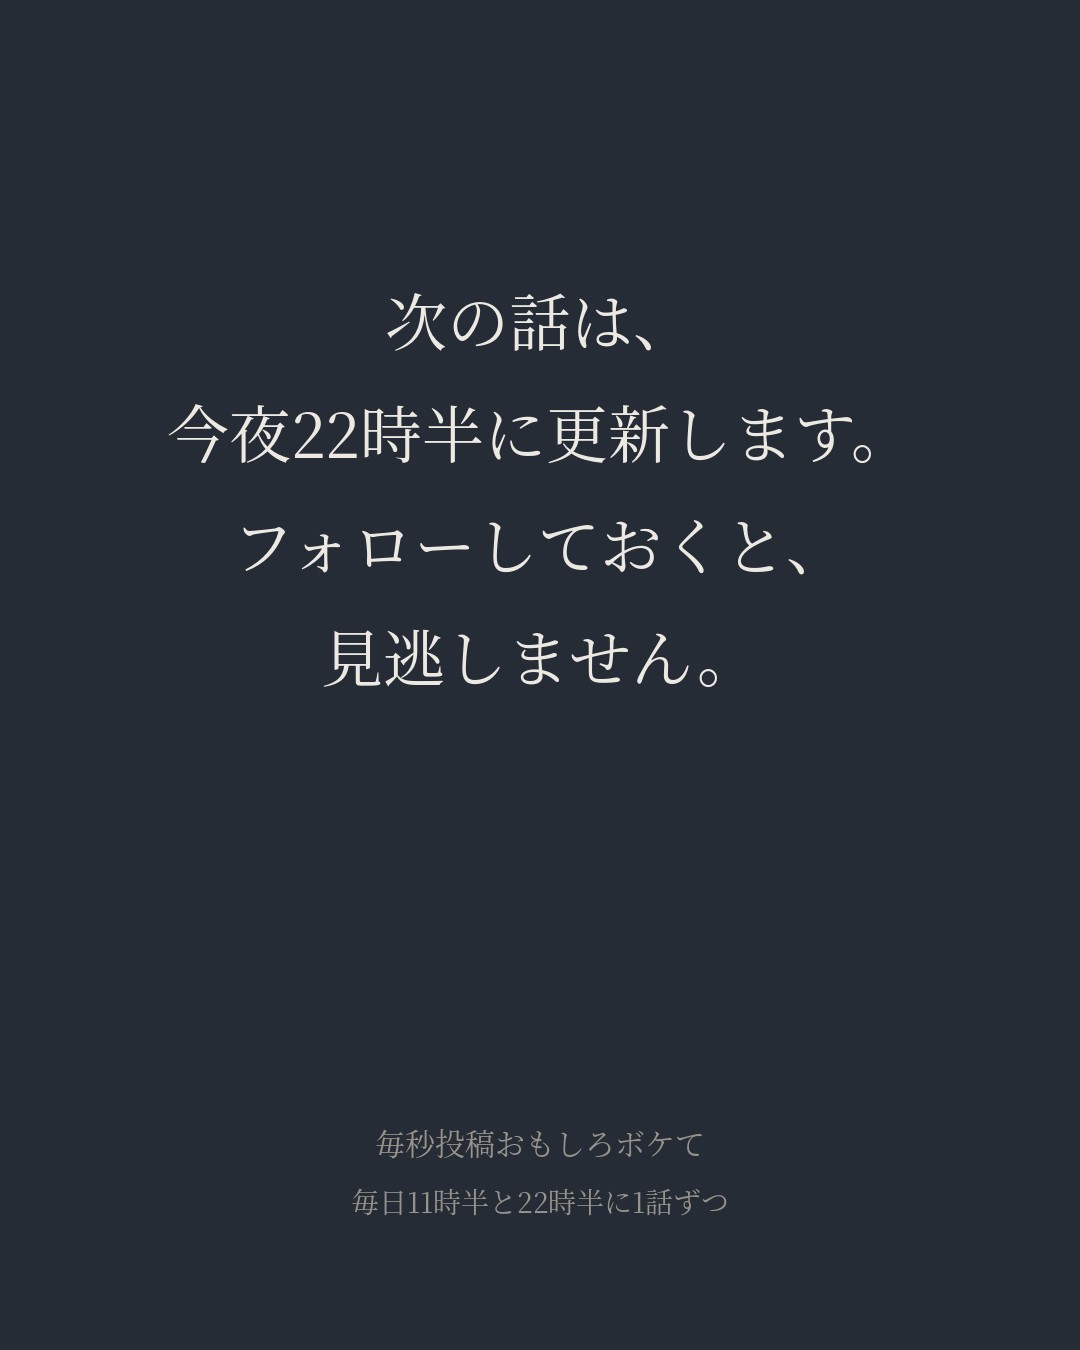 次の話は、
今夜22時半に更新します。
フォローしておくと、
見逃しません。
毎秒投稿おもしろボケて
毎日11時半と22時半に1話ずつ